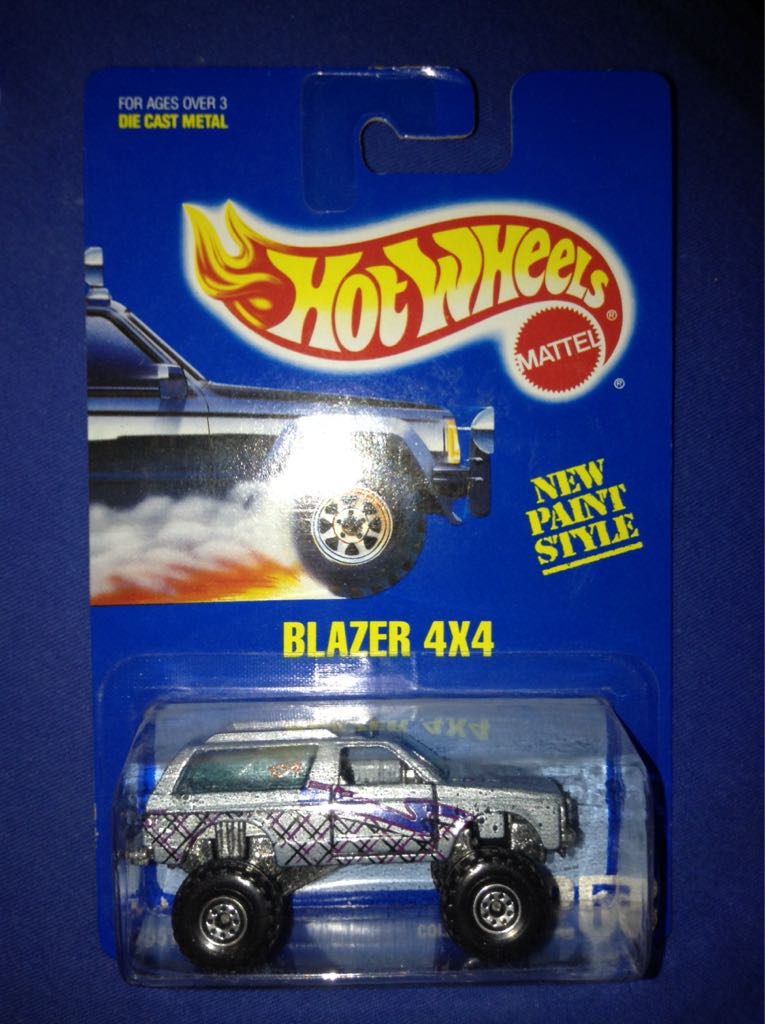 FOR AGES OVER 3
DIE CAST METAL
HOT WHEELS®
MATTEL
®
NEW
PAINT
STYLE
BLAZER 4X4